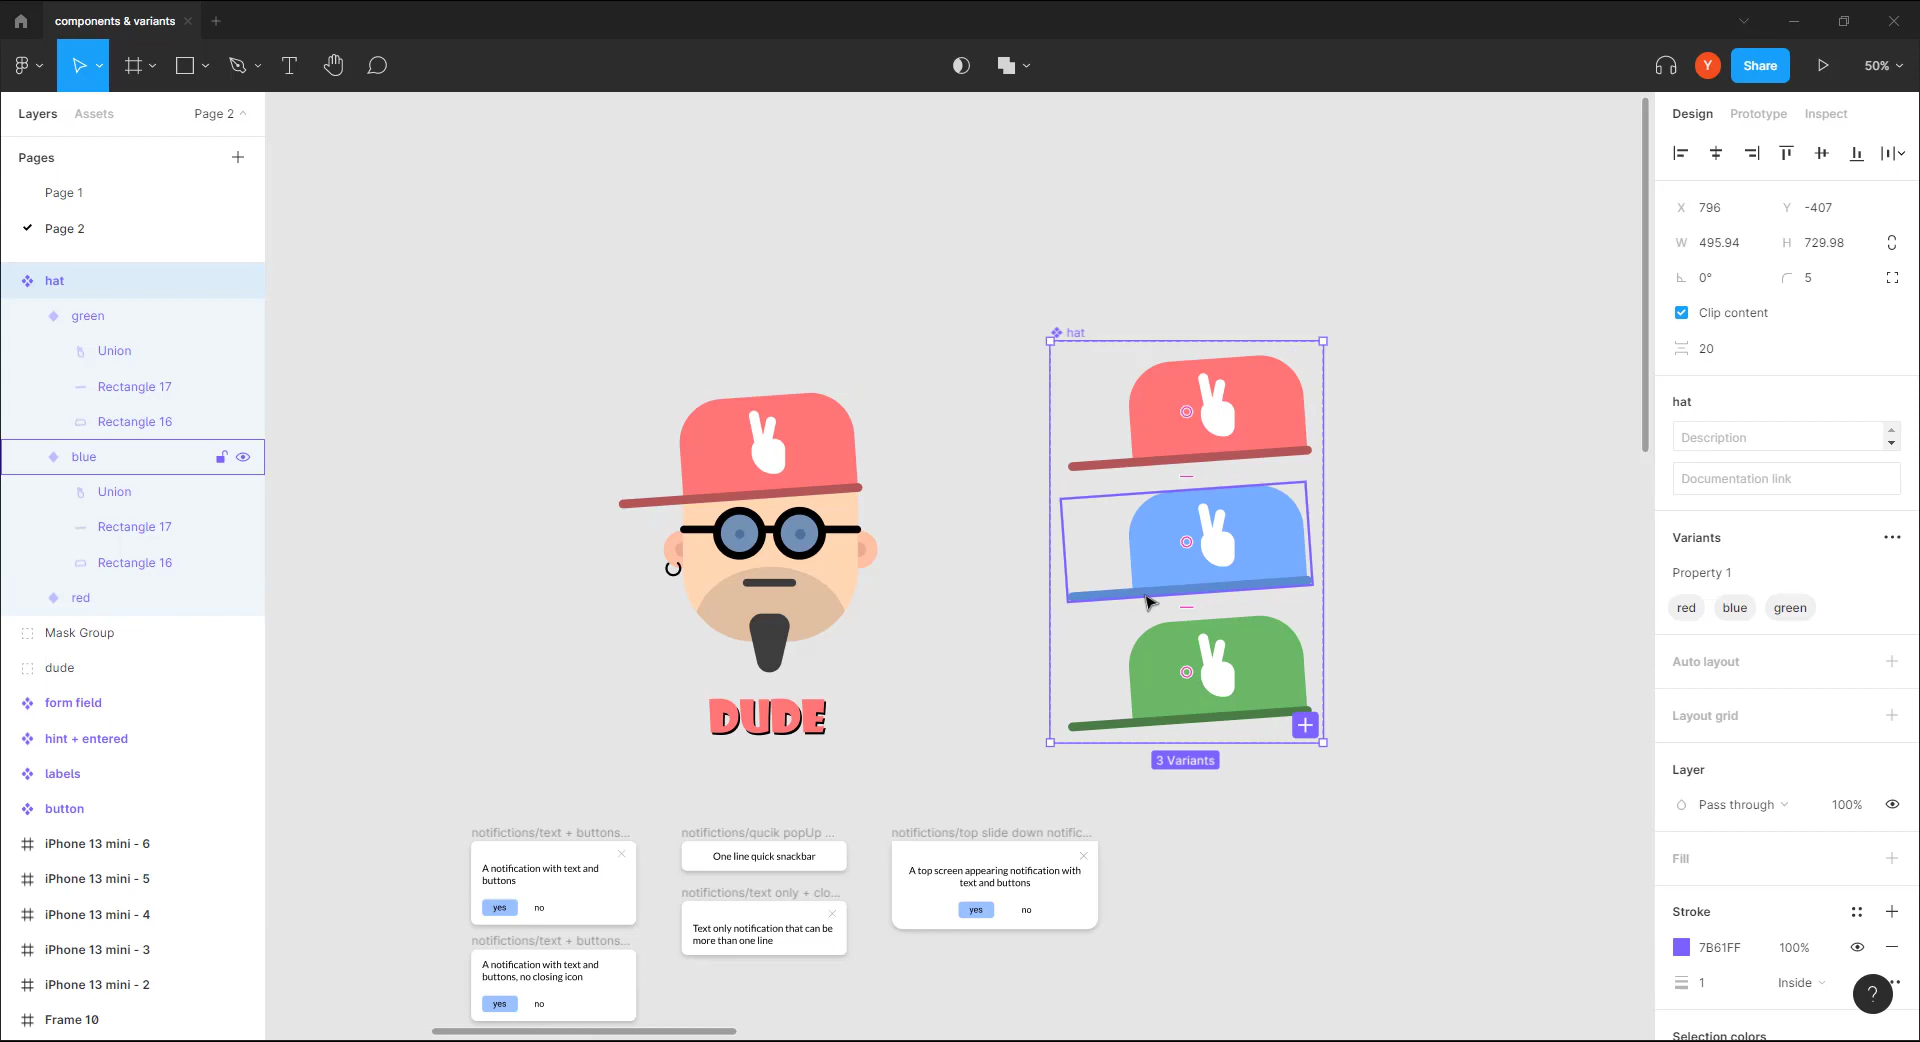 components & variants
Share
Y
50%
Layers
Assets
Page 2
Pages
Page 1
Page 2
hat
green
Union
Rectangle 17
Rectangle 16
blue
Union
Rectangle 17
Rectangle 16
red
Mask Group
dude
form field
hint + entered
labels
button
iPhone 13 mini - 6
iPhone 13 mini - 5
iPhone 13 mini - 4
iPhone 13 mini - 3
iPhone 13 mini - 2
Frame 10
DUDE
hat
3 Variants
notifictions/text + buttons...
A notification with text and
buttons
yes no
notifictions/text + buttons...
A notification with text and
buttons, no closing icon
yes no
notifictions/qucik popUp ...
One line quick snackbar
notifictions/text only + clo...
Text only notification that can be
more than one line
notifictions/top slide down notific...
A top screen appearing notification with
text and buttons
yes no
Design
Prototype
Inspect
X 796 Y -407
W 495.94 H 729.98
0° 5
Clip content
20
hat
Description
Documentation link
Variants
Property 1
red blue green
Auto layout
Layout grid
Layer
Pass through 100%
Fill
Stroke
7B61FF 100%
1 Inside
?
Selection colors